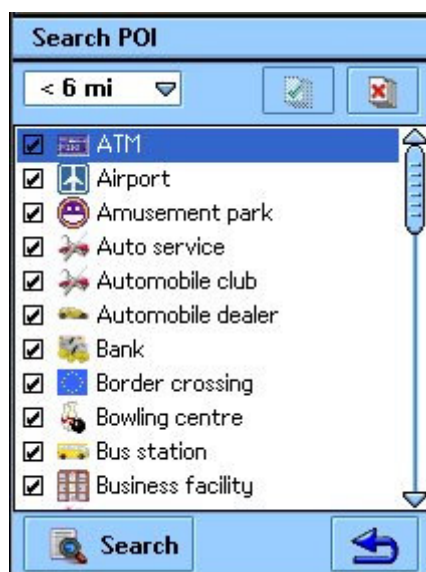 Search POI
< 6 mi
ATM
Airport
Amusement park
Auto service
Automobile club
Automobile dealer
Bank
Border crossing
Bowling centre
Bus station
Business facility
Search